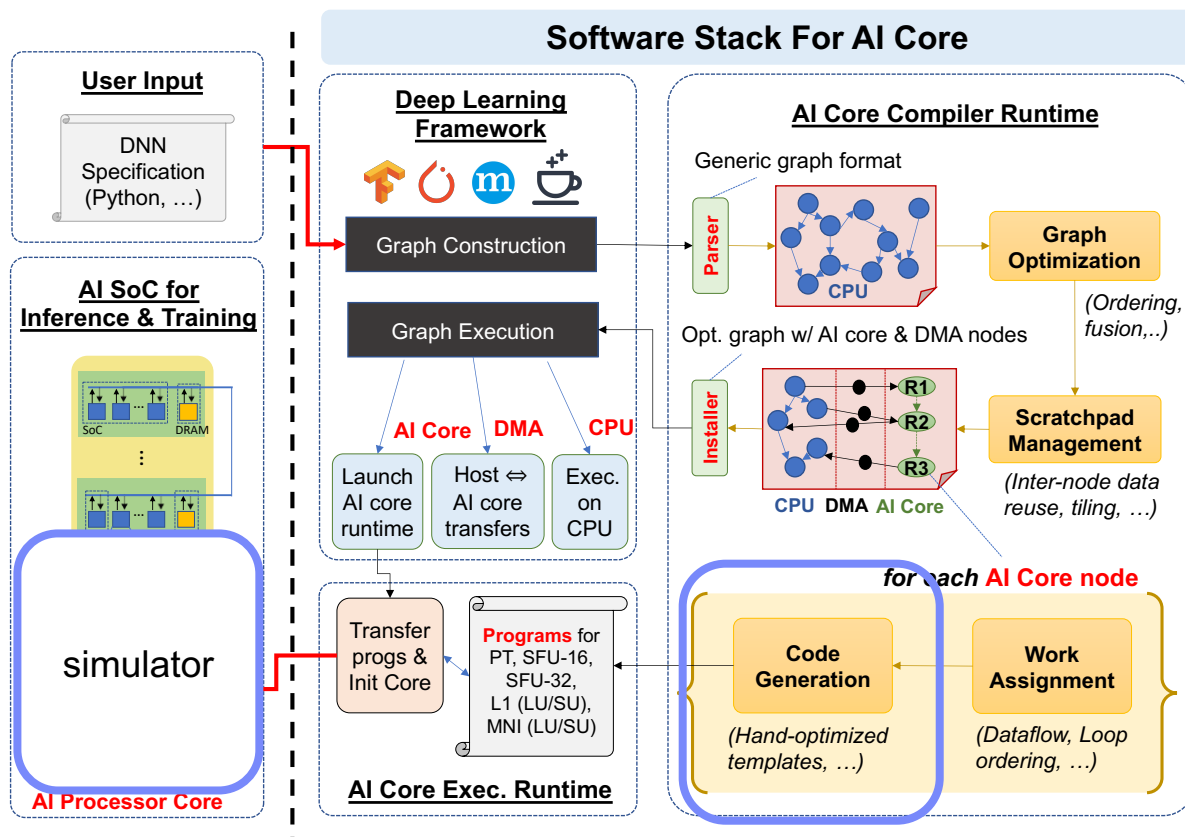 Software Stack For AI Core
User Input
DNN
Specification
(Python, …)
AI SoC for
Inference & Training
...
SoC
DRAM
...
...
simulator
AI Processor Core
Deep Learning
Framework
m
Graph Construction
Graph Execution
AI Core
DMA
CPU
Launch
AI core
runtime
Host ⇔
AI core
transfers
Exec.
on
CPU
Transfer
progs &
Init Core
Programs for
PT, SFU-16,
SFU-32,
L1 (LU/SU),
MNI (LU/SU)
AI Core Exec. Runtime
AI Core Compiler Runtime
Generic graph format
Parser
CPU
Graph
Optimization
(Ordering,
fusion,..)
Opt. graph w/ AI core & DMA nodes
Installer
R1
R2
R3
CPU DMA AI Core
Scratchpad
Management
(Inter-node data
reuse, tiling, …)
for each AI Core node
Code
Generation
(Hand-optimized
templates, …)
Work
Assignment
(Dataflow, Loop
ordering, …)